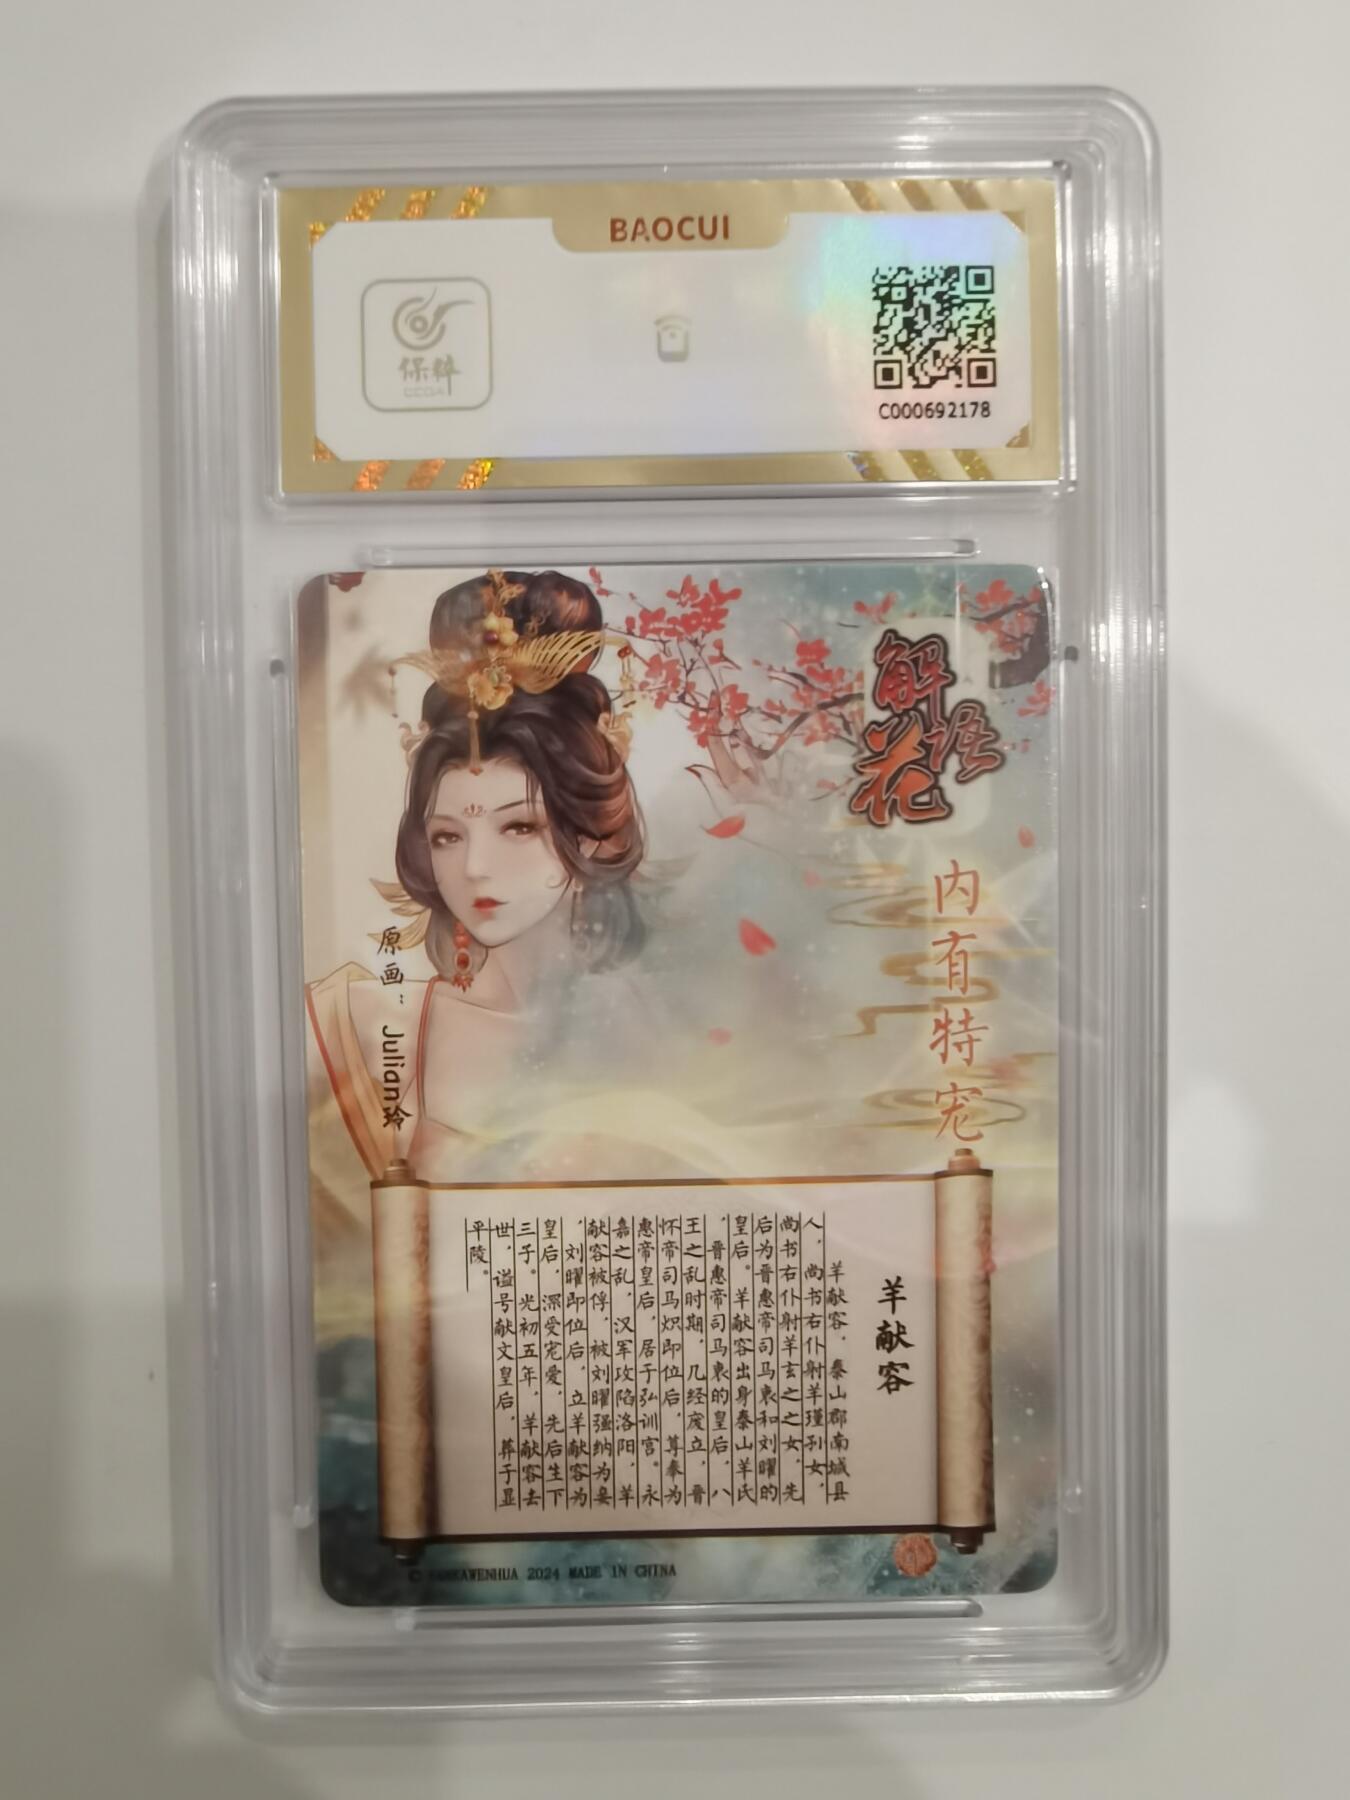 BAOCUI
保粹
CCGA
C000692178
解语花
内有特宠
原画：Julian玲
羊献容
羊献容，泰山郡南城县
人，尚书右仆射羊瑾孙女，
尚书右仆射羊玄之之女，先
后为晋惠帝司马衷和刘曜的
皇后。羊献容出身泰山羊氏
，晋惠帝司马衷的皇后，八
王之乱时期，几经废立，晋
怀帝司马炽即位后，尊奉为
惠帝皇后，居于弘训宫。永
嘉之乱，汉军攻陷洛阳，羊
献容被俘，被刘曜强纳为妾
，刘曜即位后，立羊献容为
皇后，深受宠爱，先后生下
三子。光初五年，羊献容去
世，谥号献文皇后，葬于显
平陵。
2024 MADE IN CHINA